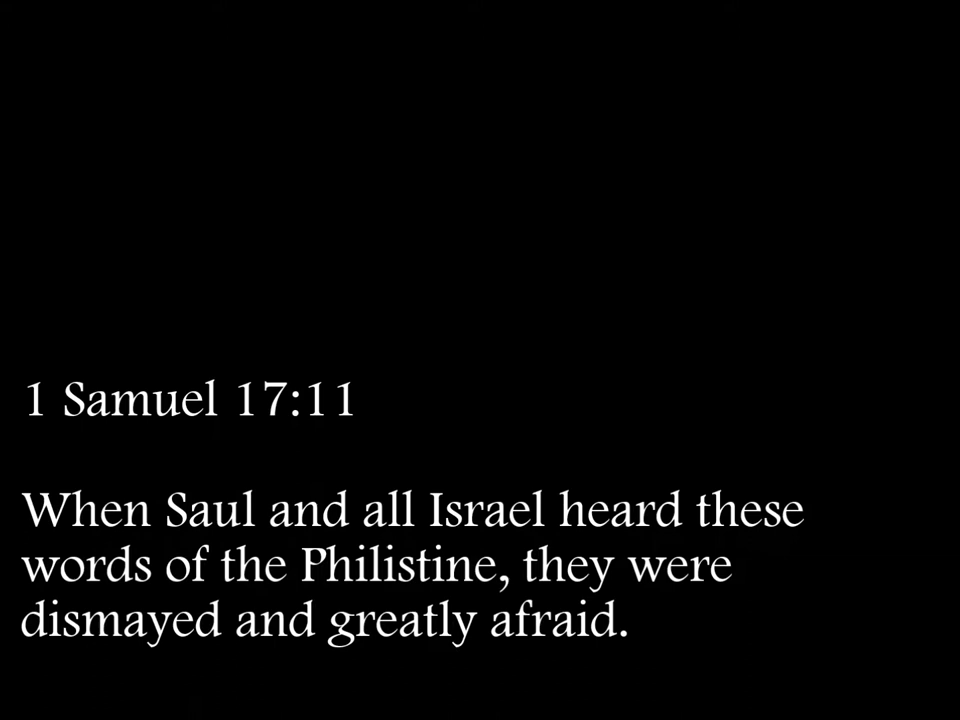 1 Samuel 17:11
When Saul and all Israel heard these
words of the Philistine, they were
dismayed and greatly afraid.